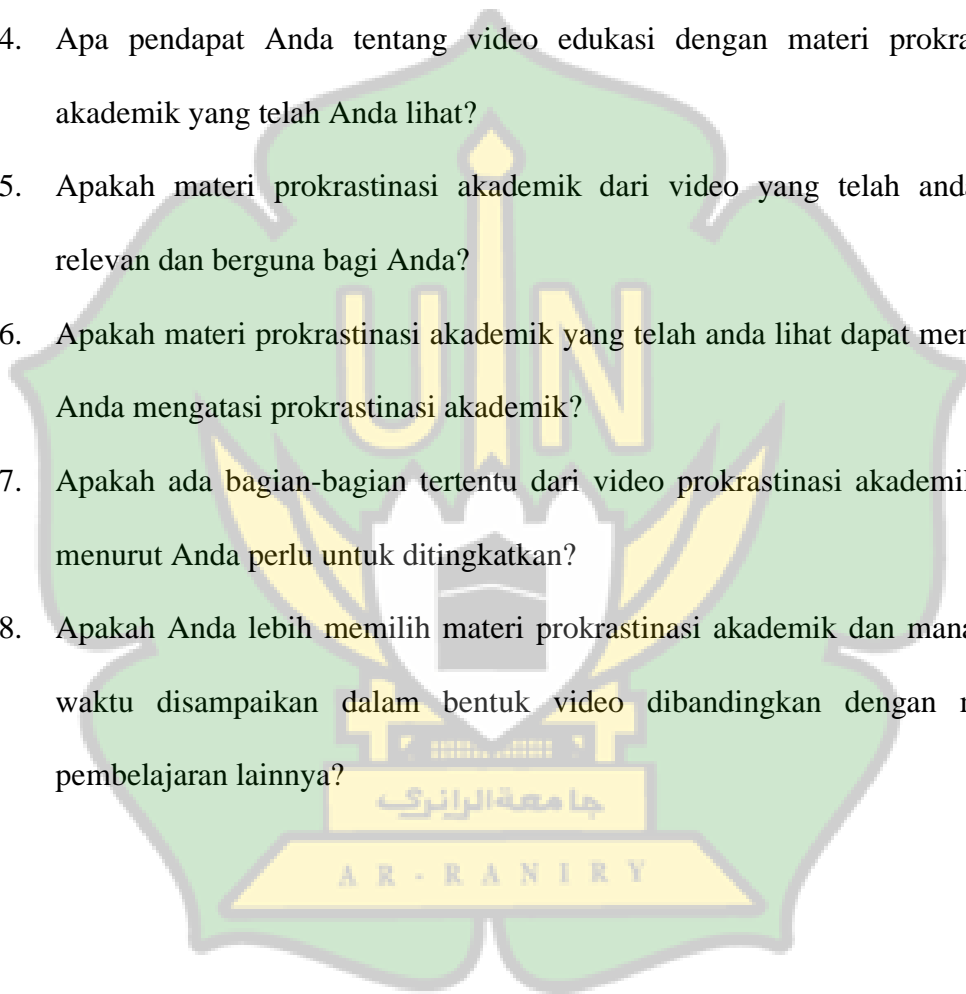 4. Apa pendapat Anda tentang video edukasi dengan materi prokra
akademik yang telah Anda lihat?
5. Apakah materi prokrastinasi akademik dari video yang telah anda
relevan dan berguna bagi Anda?
6. Apakah materi prokrastinasi akademik yang telah anda lihat dapat mem
Anda mengatasi prokrastinasi akademik?
7. Apakah ada bagian-bagian tertentu dari video prokrastinasi akademik
menurut Anda perlu untuk ditingkatkan?
8. Apakah Anda lebih memilih materi prokrastinasi akademik dan mana
waktu disampaikan dalam bentuk video dibandingkan dengan
pembelajaran lainnya?
UIN
جامعة الرانري
AR-RANIRY